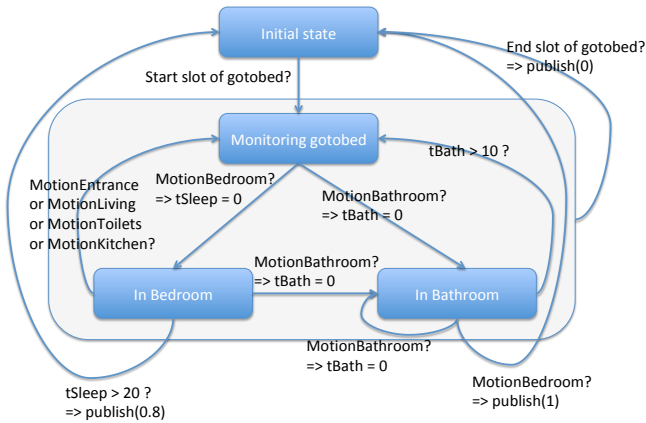 Initial state
End slot of gotobed?
=> publish(0)
Start slot of gotobed?
Monitoring gotobed
tBath > 10 ?
MotionEntrance
or MotionLiving
or MotionToilets
or MotionKitchen?
MotionBedroom?
=> tSleep = 0
MotionBathroom?
=> tBath = 0
MotionBathroom?
=> tBath = 0
In Bedroom
In Bathroom
MotionBathroom?
=> tBath = 0
tSleep > 20 ?
=> publish(0.8)
MotionBedroom?
=> publish(1)